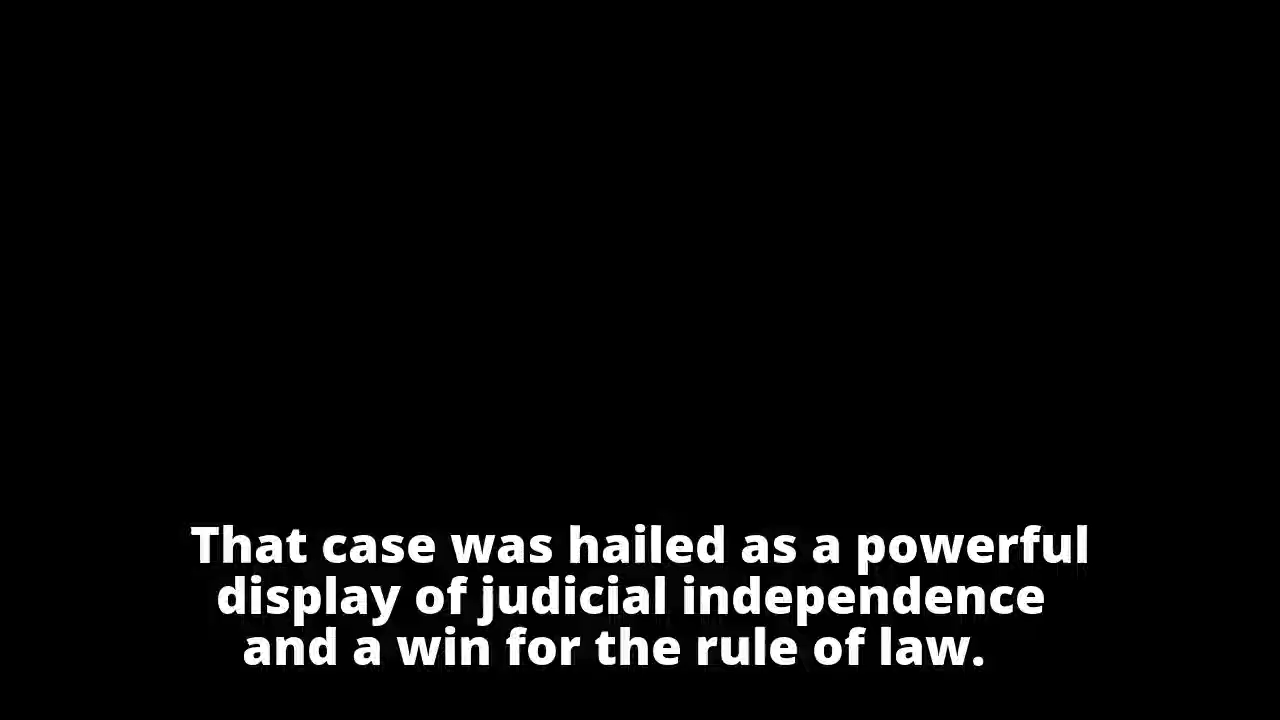 That case was hailed as a powerful
display of judicial independence
and a win for the rule of law.